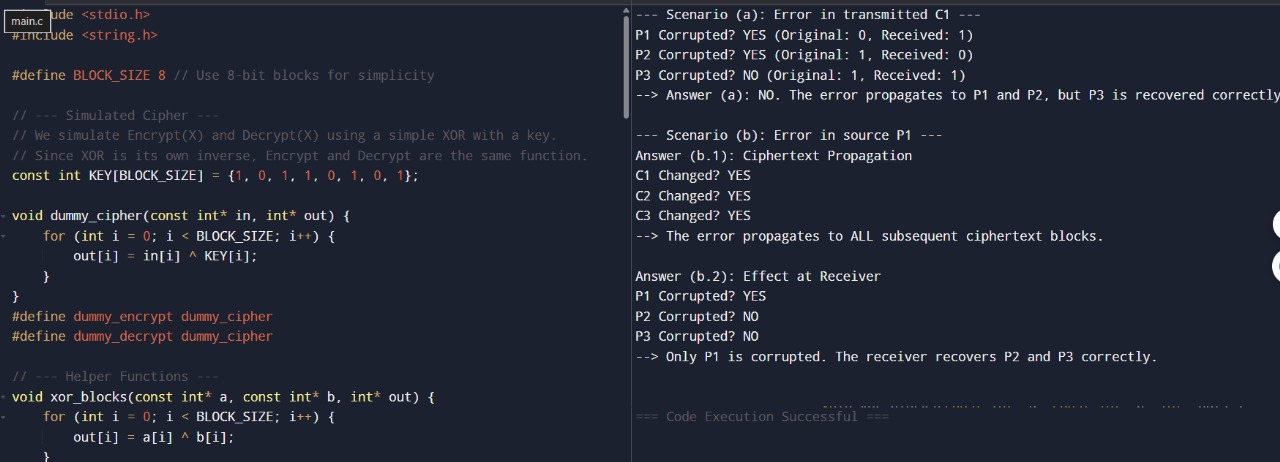 main.c
ude <stdio.h>
#include <string.h>
#define BLOCK_SIZE 8 // Use 8-bit blocks for simplicity
// --- Simulated Cipher ---
// We simulate Encrypt(X) and Decrypt(X) using a simple XOR with a key.
// Since XOR is its own inverse, Encrypt and Decrypt are the same function.
const int KEY[BLOCK_SIZE] = {1, 0, 1, 1, 0, 1, 0, 1};
void dummy_cipher(const int* in, int* out) {
for (int i = 0; i < BLOCK_SIZE; i++) {
out[i] = in[i] ^ KEY[i];
}
}
#define dummy_encrypt dummy_cipher
#define dummy_decrypt dummy_cipher
// --- Helper Functions ---
void xor_blocks(const int* a, const int* b, int* out) {
for (int i = 0; i < BLOCK_SIZE; i++) {
out[i] = a[i] ^ b[i];
}
--- Scenario (a): Error in transmitted C1 ---
P1 Corrupted? YES (Original: 0, Received: 1)
P2 Corrupted? YES (Original: 1, Received: 0)
P3 Corrupted? NO (Original: 1, Received: 1)
--> Answer (a): NO. The error propagates to P1 and P2, but P3 is recovered correctly
--- Scenario (b): Error in source P1 ---
Answer (b.1): Ciphertext Propagation
C1 Changed? YES
C2 Changed? YES
C3 Changed? YES
--> The error propagates to ALL subsequent ciphertext blocks.
Answer (b.2): Effect at Receiver
P1 Corrupted? YES
P2 Corrupted? NO
P3 Corrupted? NO
--> Only P1 is corrupted. The receiver recovers P2 and P3 correctly.
=== Code Execution Successful ===